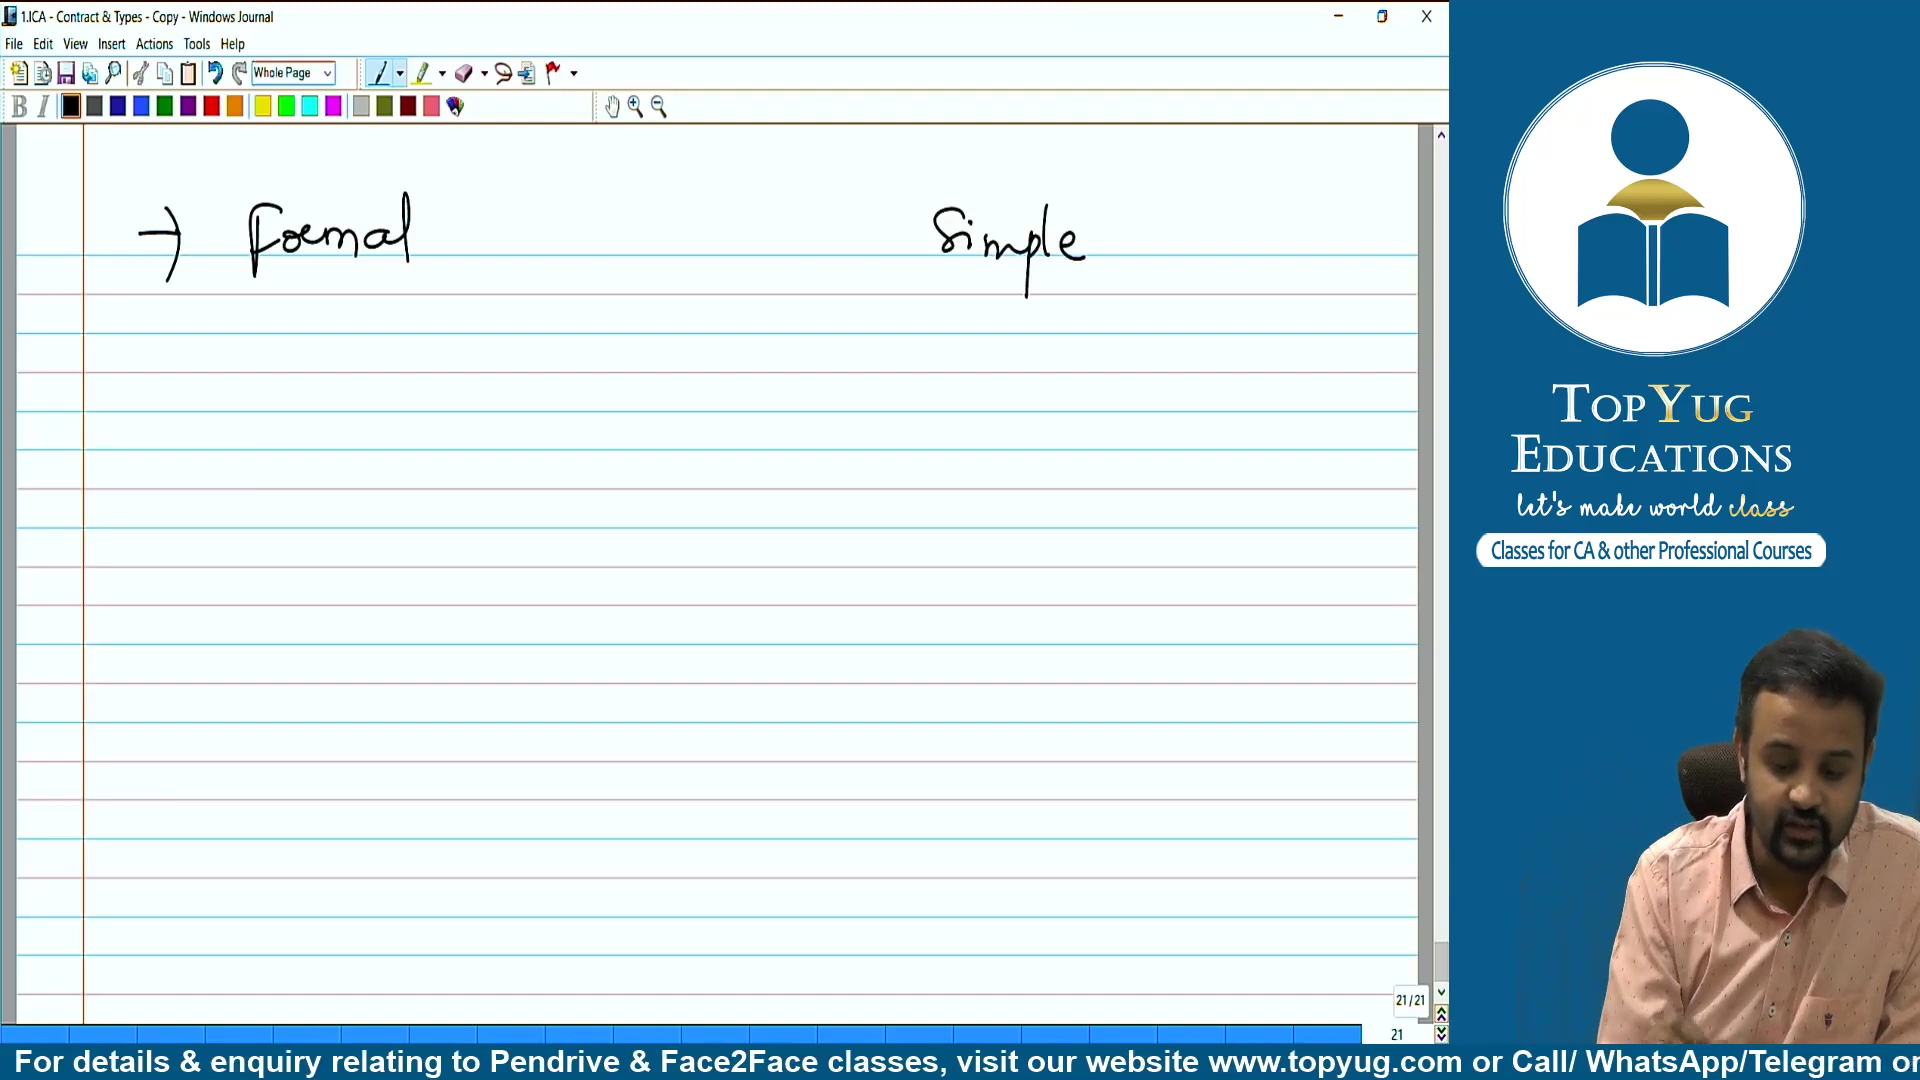 1.ICA - Contract & Types - Copy - Windows Journal
File Edit View Insert Actions Tools Help
Whole Page
B I
→ Formal Simple
21/21
21
TOPYUG
EDUCATIONS
let's make world class
Classes for CA & other Professional Courses
For details & enquiry relating to Pendrive & Face2Face classes, visit our website www.topyug.com or Call/ WhatsApp/Telegram or